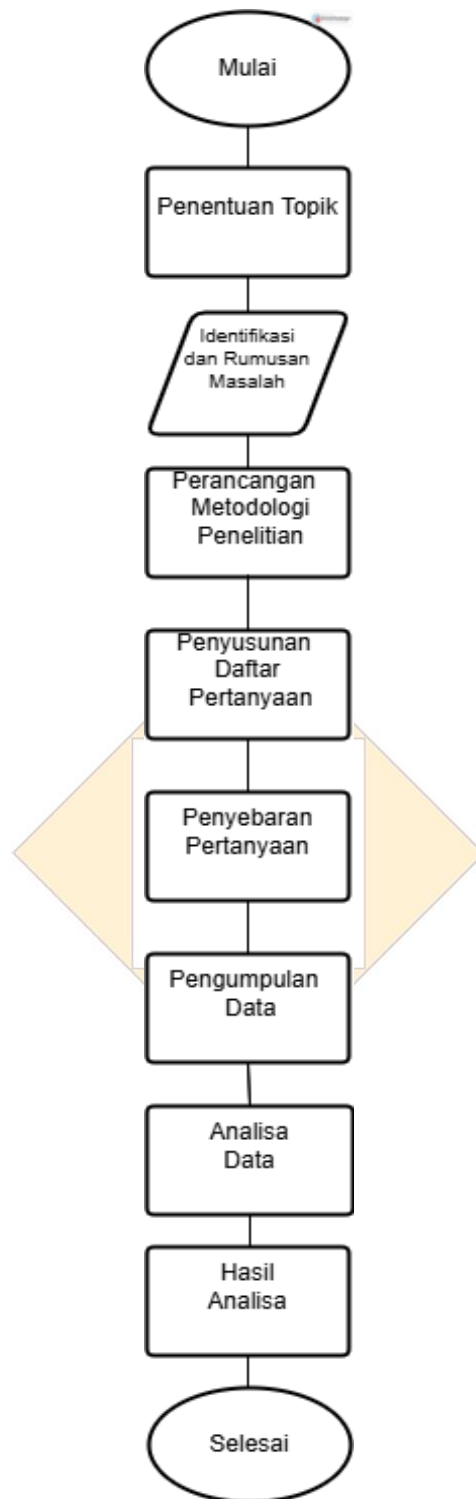 Mulai
Penentuan Topik
Identifikasi
dan Rumusan
Masalah
Perancangan
Metodologi
Penelitian
Penyusunan
Daftar
Pertanyaan
Penyebaran
Pertanyaan
Pengumpulan
Data
Analisa
Data
Hasil
Analisa
Selesai